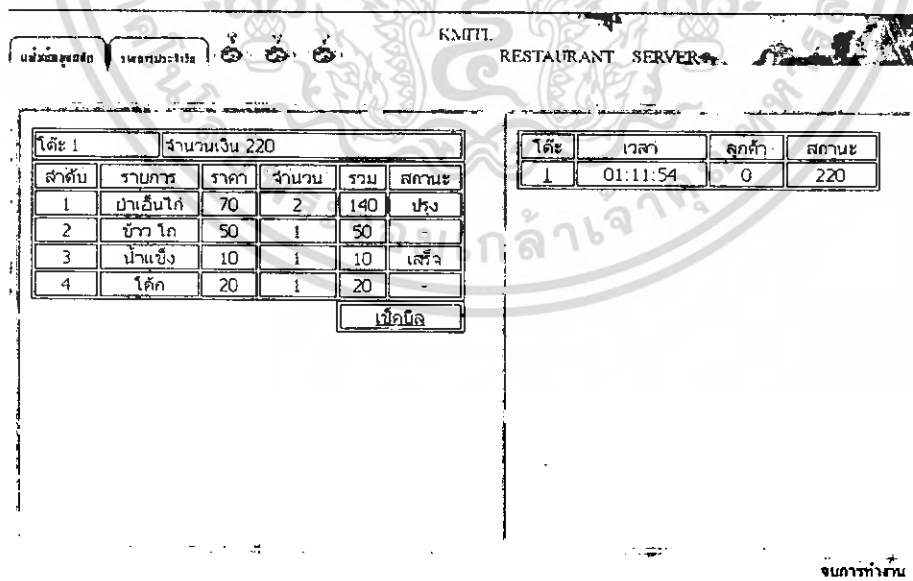 KMITL
RESTAURANT SERVER
โต๊ะ 1 จำนวนเงิน 220
ลำดับ รายการ ราคา จำนวน รวม สถานะ
1 ปาเอ็นไก่ 70 2 140 ปรุง
2 ข้าว โถ 50 1 50 -
3 น้ำแข็ง 10 1 10 เสร็จ
4 โค้ก 20 1 20 -
เช็คบิล
โต๊ะ เวลา ลูกค้า สถานะ
1 01:11:54 0 220
จบการทำงาน